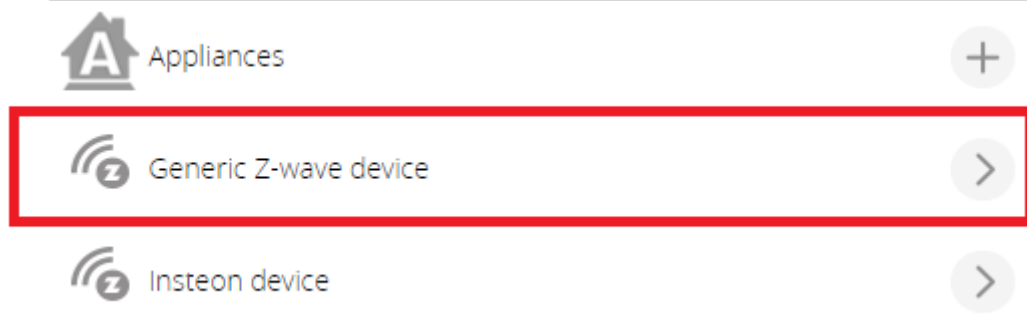 A
Appliances
Z
Generic Z-wave device
Z
Insteon device